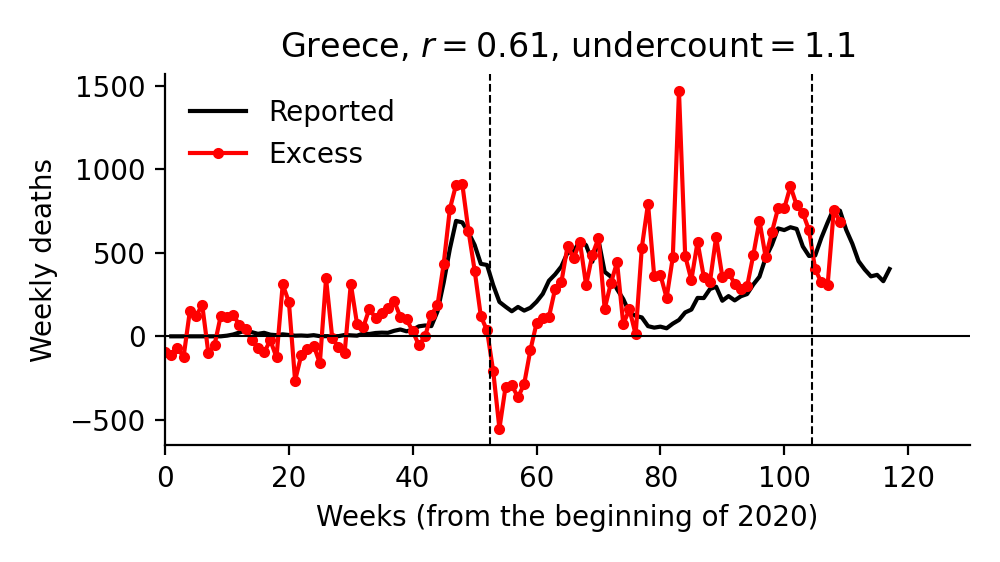 Greece, r = 0.61, undercount = 1.1
1500
1000
500
0
−500
Weekly deaths
Reported
Excess
0 20 40 60 80 100 120
Weeks (from the beginning of 2020)